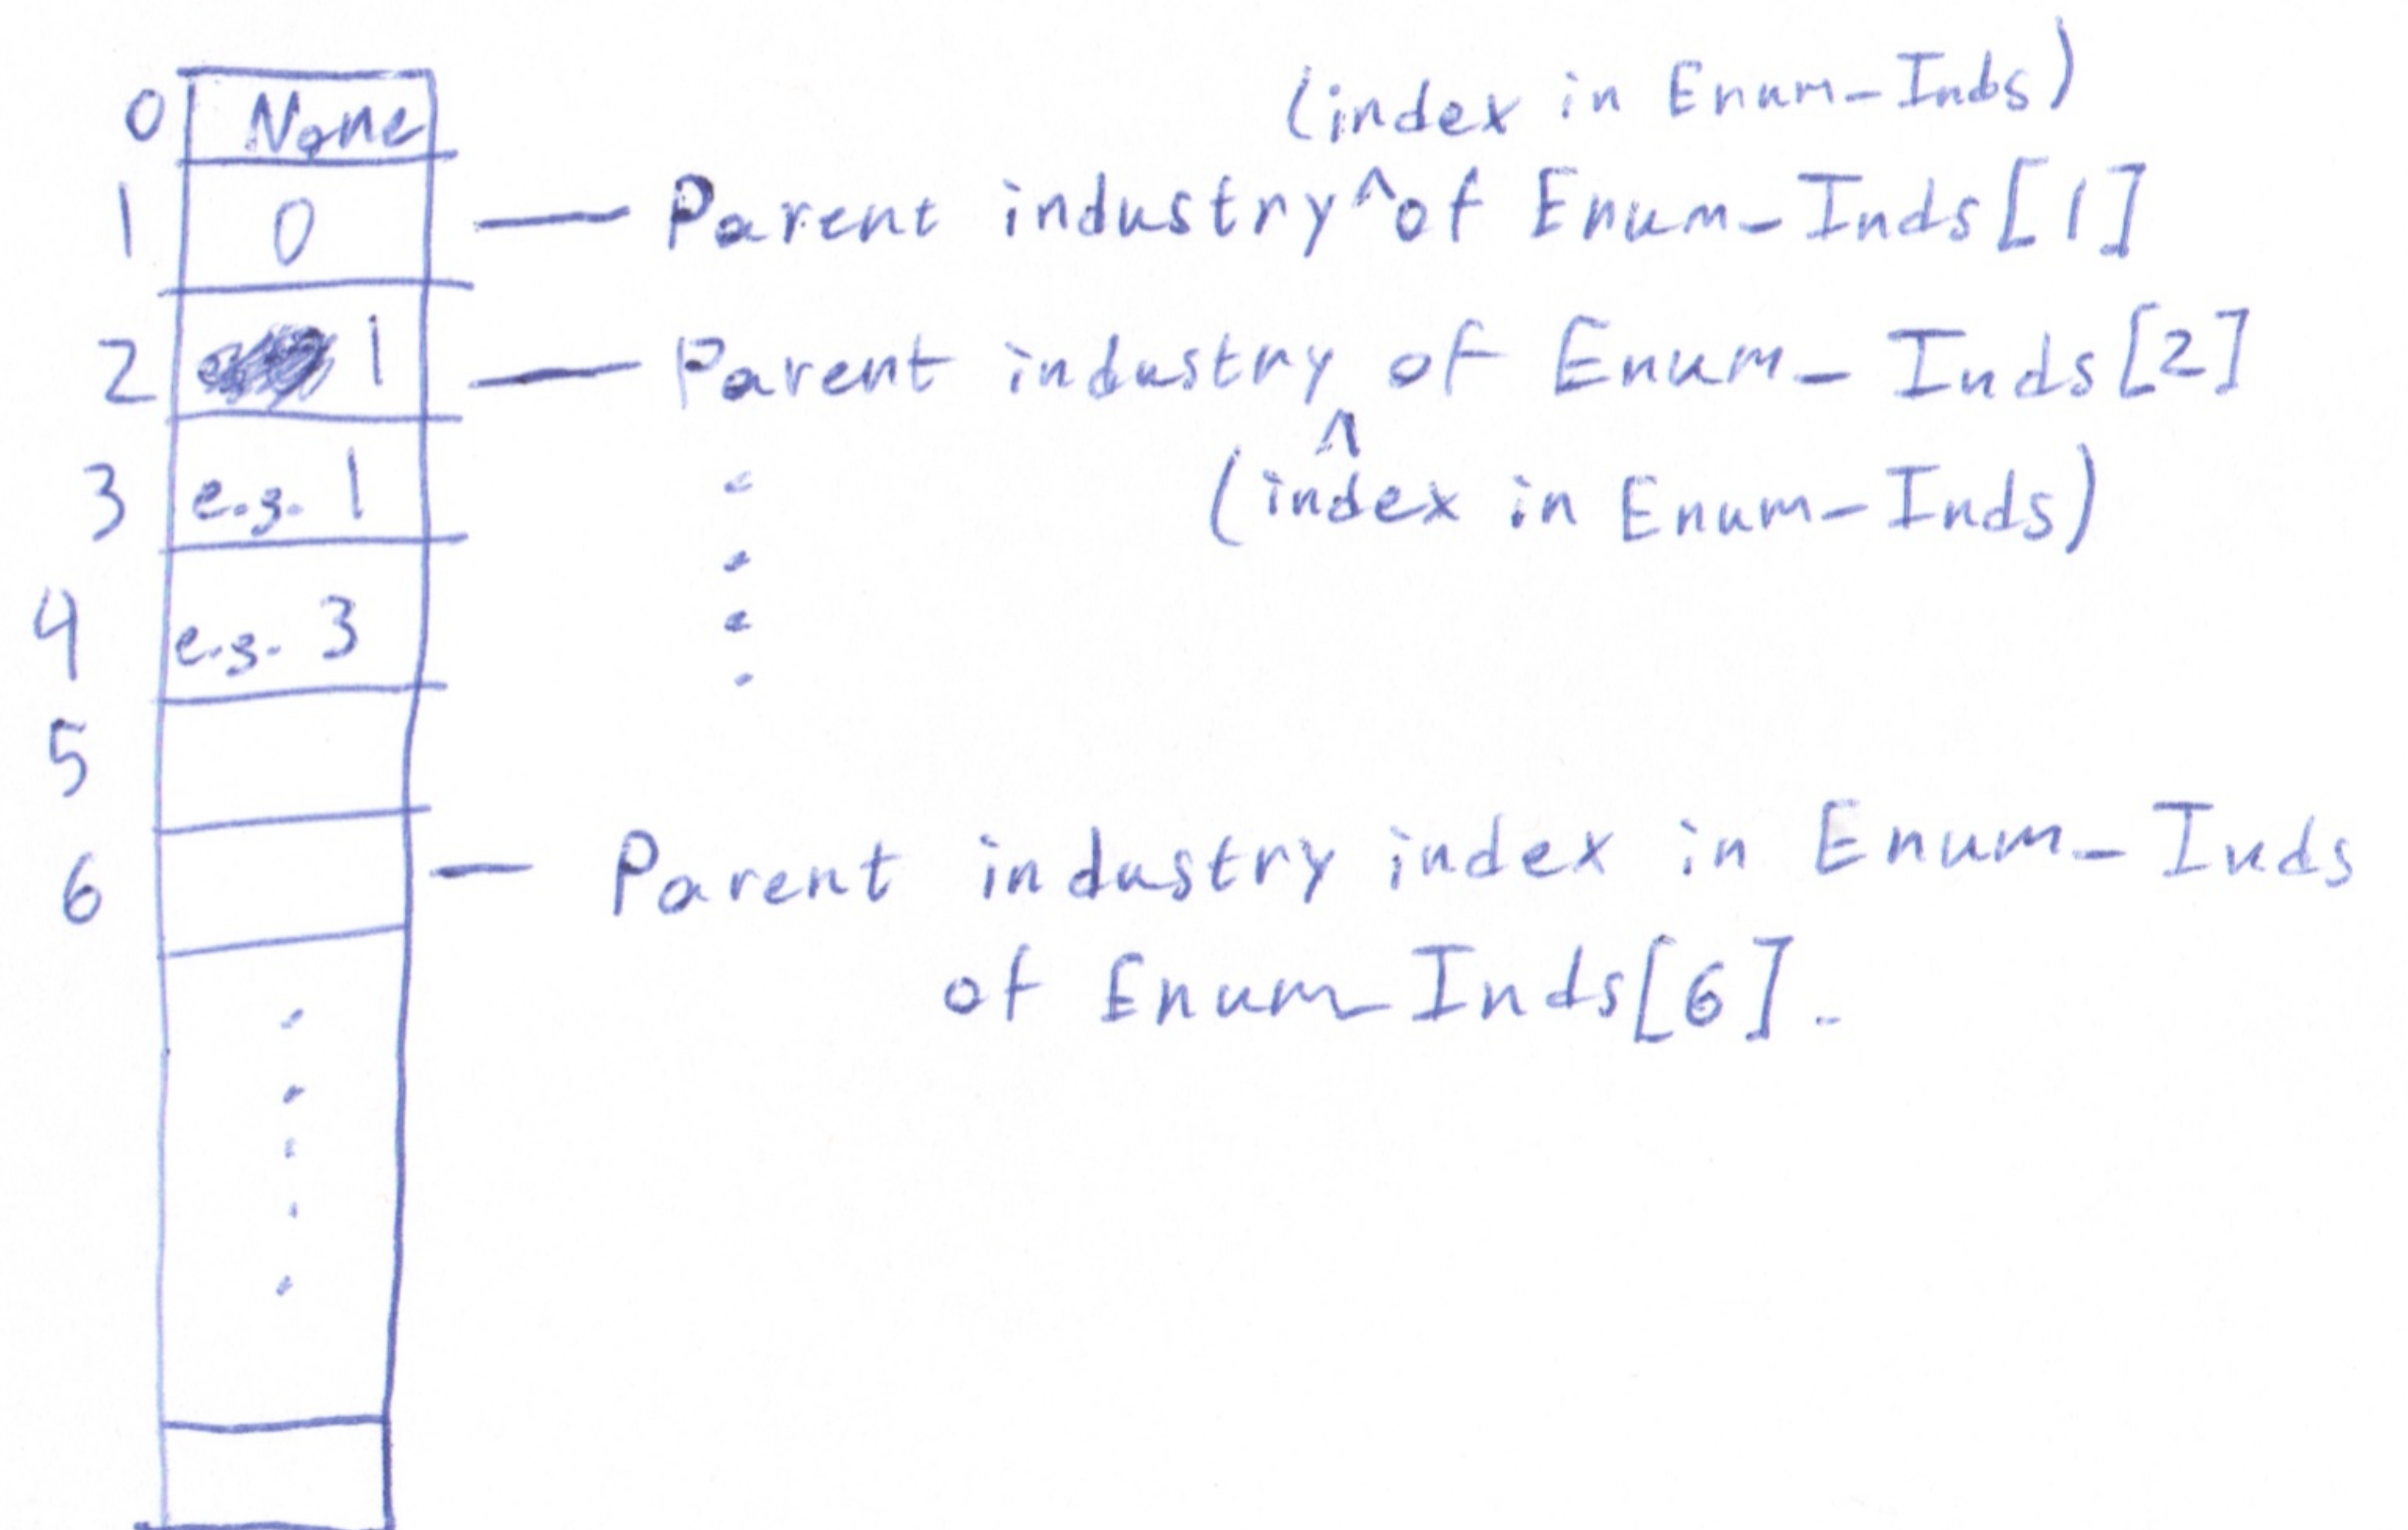 (index in Enum-Inds)
0 None
1 0 — Parent industry ^ of Enum-Inds[1]
2 1 — Parent industry of Enum-Inds[2]
^
3 e.g. 1 (index in Enum-Inds)
4 e.g. 3
5
6 — Parent industry index in Enum-Inds
of Enum-Inds[6].